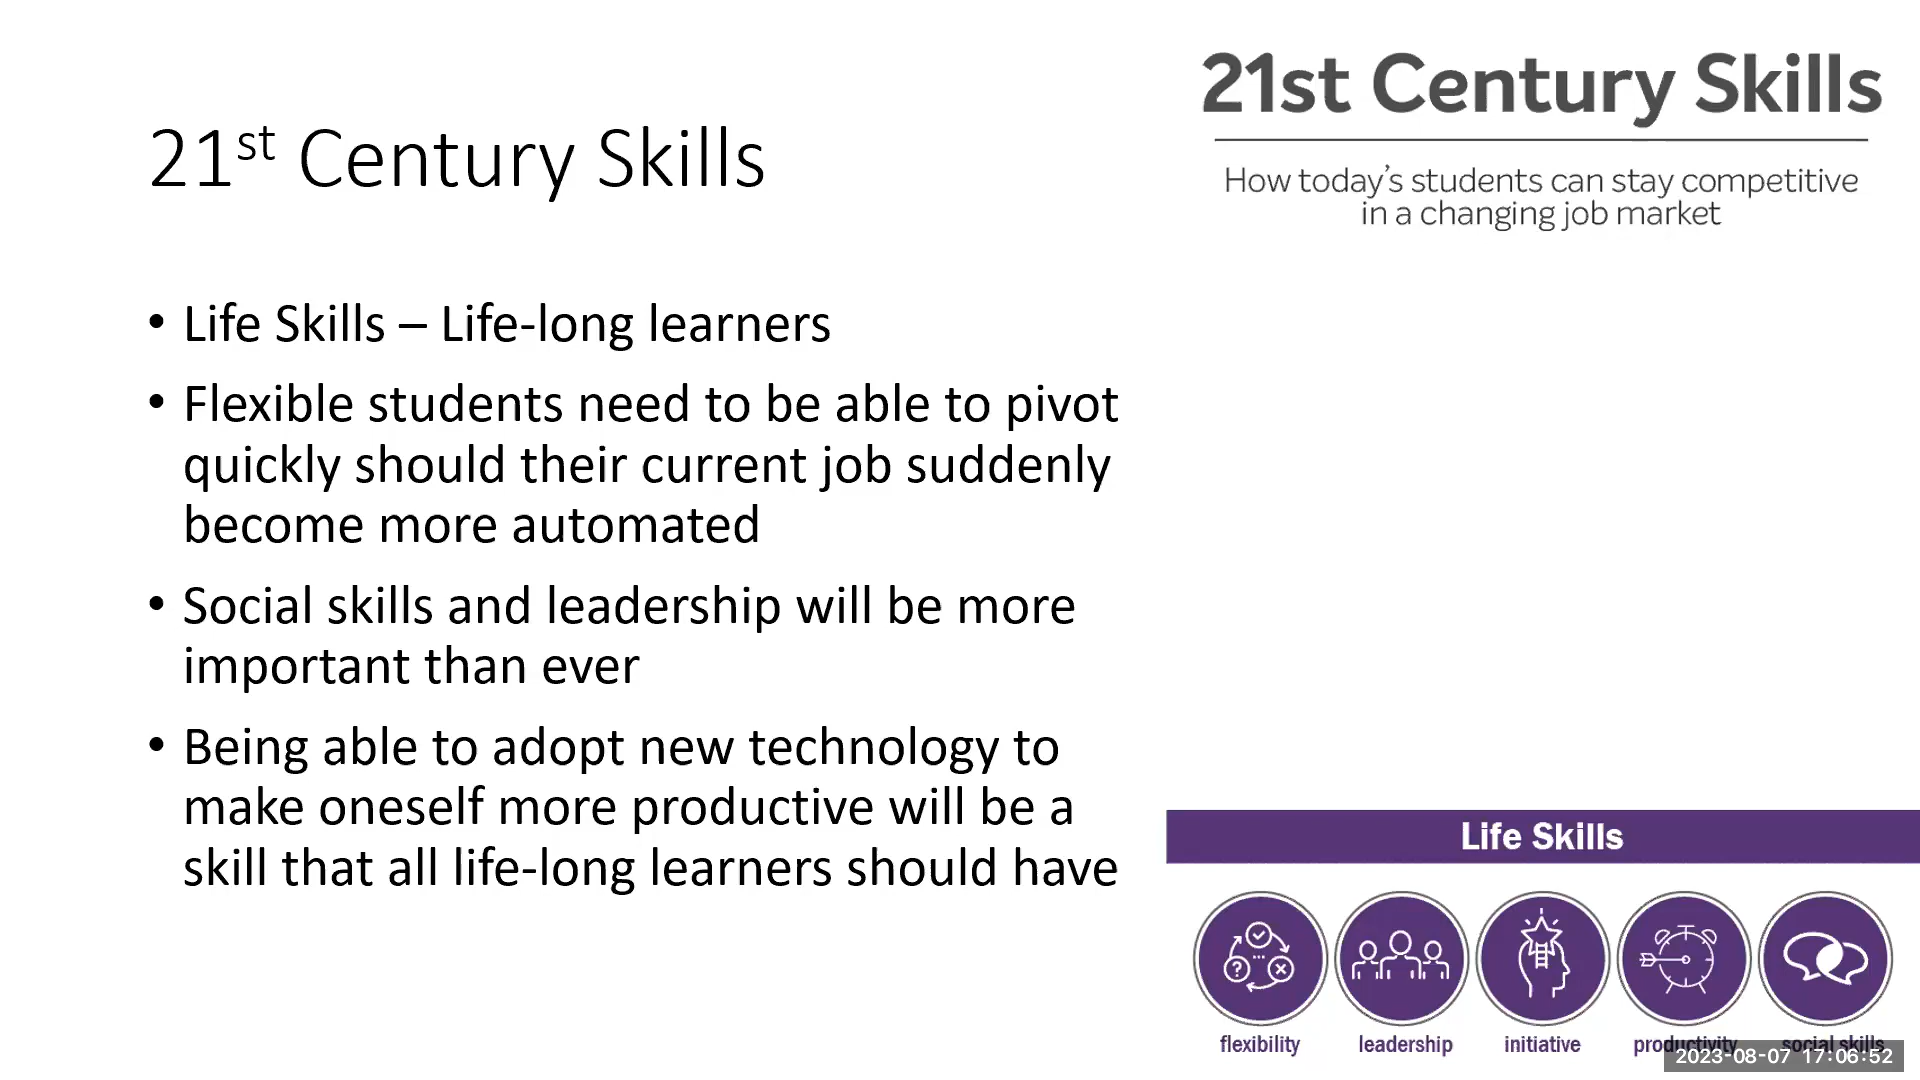 21st Century Skills
• Life Skills – Life-long learners
• Flexible students need to be able to pivot
quickly should their current job suddenly
become more automated
• Social skills and leadership will be more
important than ever
• Being able to adopt new technology to
make oneself more productive will be a
skill that all life-long learners should have
21st Century Skills
How today’s students can stay competitive
in a changing job market
Life Skills
flexibility
leadership
initiative
productivity
social skills
2023-08-07 17:06:52